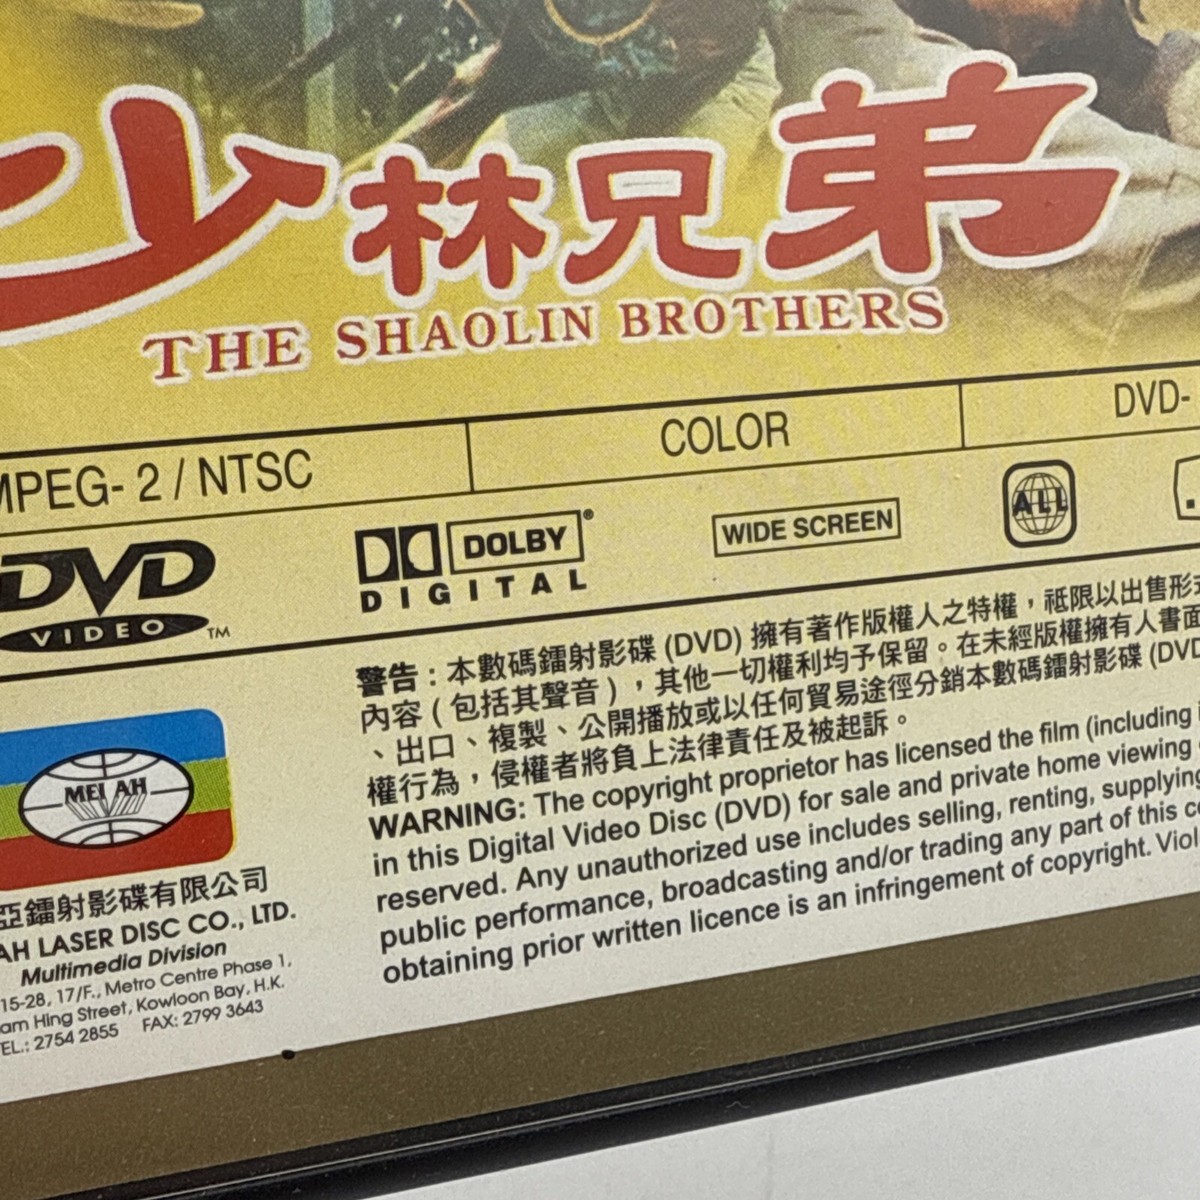 少林兄弟
THE SHAOLIN BROTHERS
MPEG-2 / NTSC COLOR DVD-
DVD VIDEO TM
DOLBY® DIGITAL
WIDE SCREEN
ALL
警告：本數碼鐳射影碟 (DVD) 擁有著作版權人之特權，祗限以出售形式
內容（包括其聲音），其他一切權利均予保留。在未經版權擁有人書面
、出口、複製、公開播放或以任何貿易途徑分銷本數碼鐳射影碟 (DVD
權行為，侵權者將負上法律責任及被起訴。
WARNING: The copyright proprietor has licensed the film (including
in this Digital Video Disc (DVD) for sale and private home viewing
reserved. Any unauthorized use includes selling, renting, supplying
public performance, broadcasting and/or trading any part of this
obtaining prior written licence is an infringement of copyright.
MEI AH
亞鐳射影碟有限公司
AH LASER DISC CO., LTD.
Multimedia Division
15-28, 17/F., Metro Centre Phase 1,
am Hing Street, Kowloon Bay, H.K.
TEL.: 2754 2855 FAX: 2799 3643